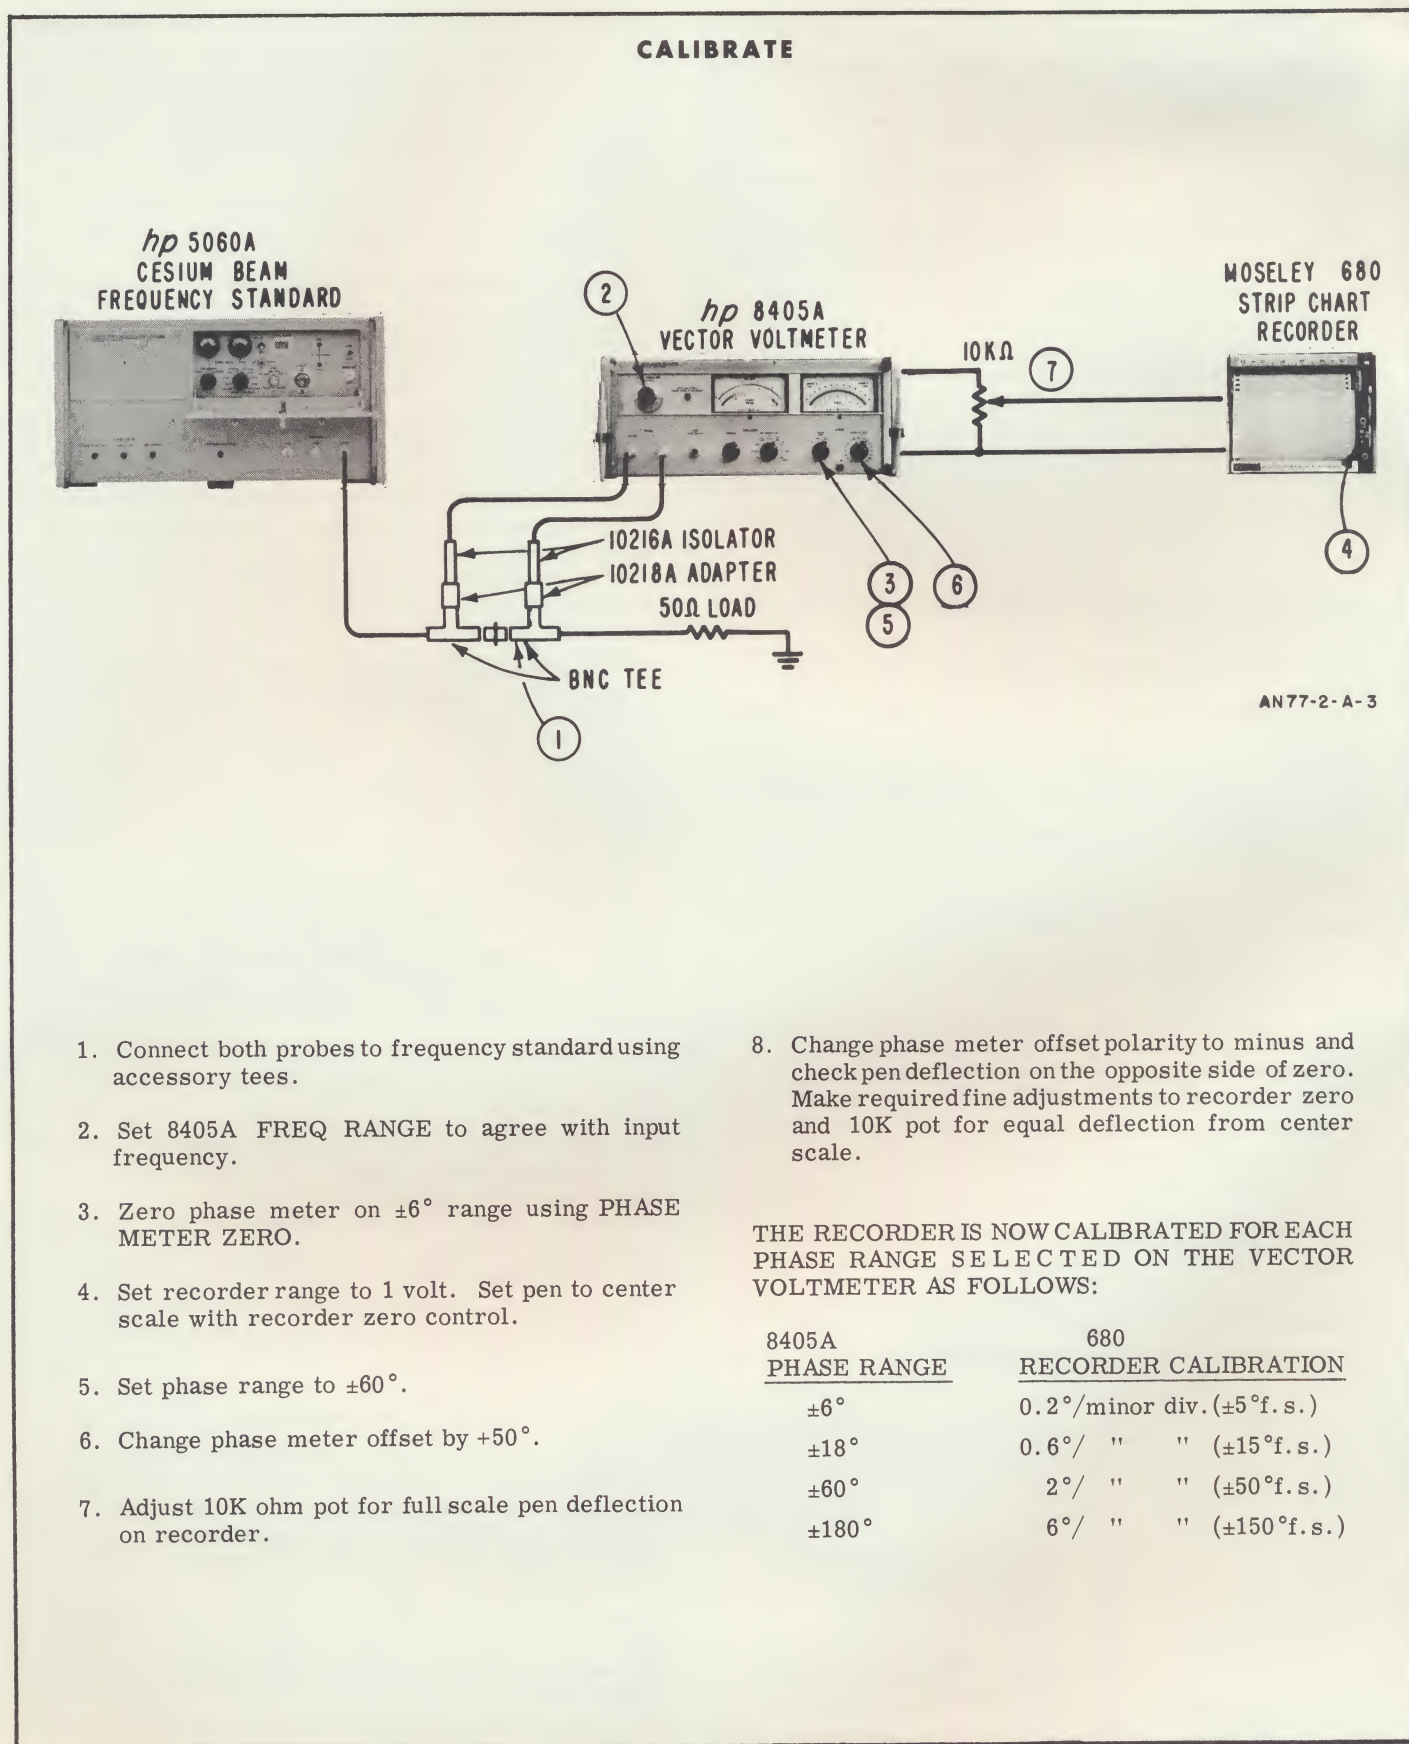 CALIBRATE
hp 5060A
CESIUM BEAM
FREQUENCY STANDARD
2
hp 8405A
VECTOR VOLTMETER
10KΩ
7
MOSELEY 680
STRIP CHART
RECORDER
10216A ISOLATOR
10218A ADAPTER
50Ω LOAD
BNC TEE
1
3
5
6
4
AN77-2-A-3
1. Connect both probes to frequency standard using
accessory tees.
2. Set 8405A FREQ RANGE to agree with input
frequency.
3. Zero phase meter on ±6° range using PHASE
METER ZERO.
4. Set recorder range to 1 volt. Set pen to center
scale with recorder zero control.
5. Set phase range to ±60°.
6. Change phase meter offset by +50°.
7. Adjust 10K ohm pot for full scale pen deflection
on recorder.
8. Change phase meter offset polarity to minus and
check pen deflection on the opposite side of zero.
Make required fine adjustments to recorder zero
and 10K pot for equal deflection from center
scale.
THE RECORDER IS NOW CALIBRATED FOR EACH
PHASE RANGE SELECTED ON THE VECTOR
VOLTMETER AS FOLLOWS:
8405A 680
PHASE RANGE RECORDER CALIBRATION
±6° 0.2°/minor div. (±5°f.s.)
±18° 0.6°/ " " (±15°f.s.)
±60° 2°/ " " (±50°f.s.)
±180° 6°/ " " (±150°f.s.)